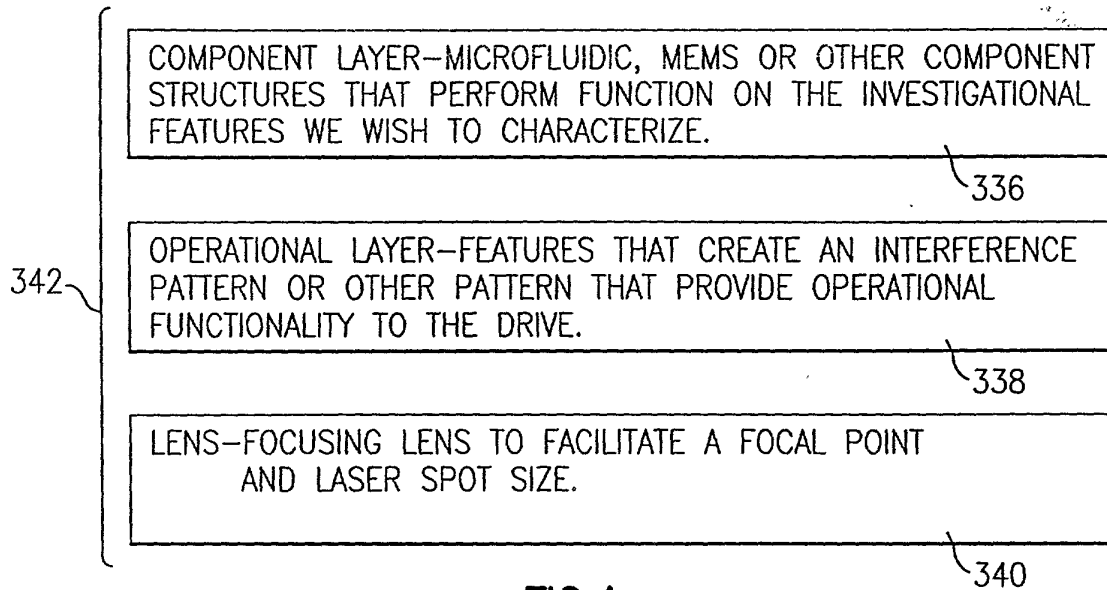 COMPONENT LAYER-MICROFLUIDIC, MEMS OR OTHER COMPONENT
STRUCTURES THAT PERFORM FUNCTION ON THE INVESTIGATIONAL
FEATURES WE WISH TO CHARACTERIZE.
336
OPERATIONAL LAYER-FEATURES THAT CREATE AN INTERFERENCE
PATTERN OR OTHER PATTERN THAT PROVIDE OPERATIONAL
FUNCTIONALITY TO THE DRIVE.
342
338
LENS-FOCUSING LENS TO FACILITATE A FOCAL POINT
AND LASER SPOT SIZE.
340